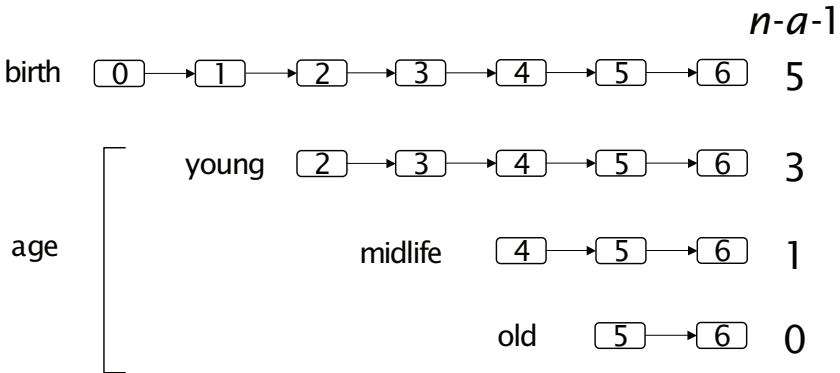 n-a-1
birth 0 1 2 3 4 5 6 5
young 2 3 4 5 6 3
age
midlife 4 5 6 1
old 5 6 0